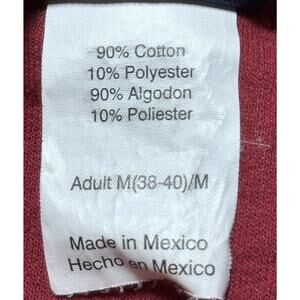 90% Cotton
10% Polyester
90% Algodon
10% Poliester
Adult M(38-40)/M
Made in Mexico
Hecho en Mexico